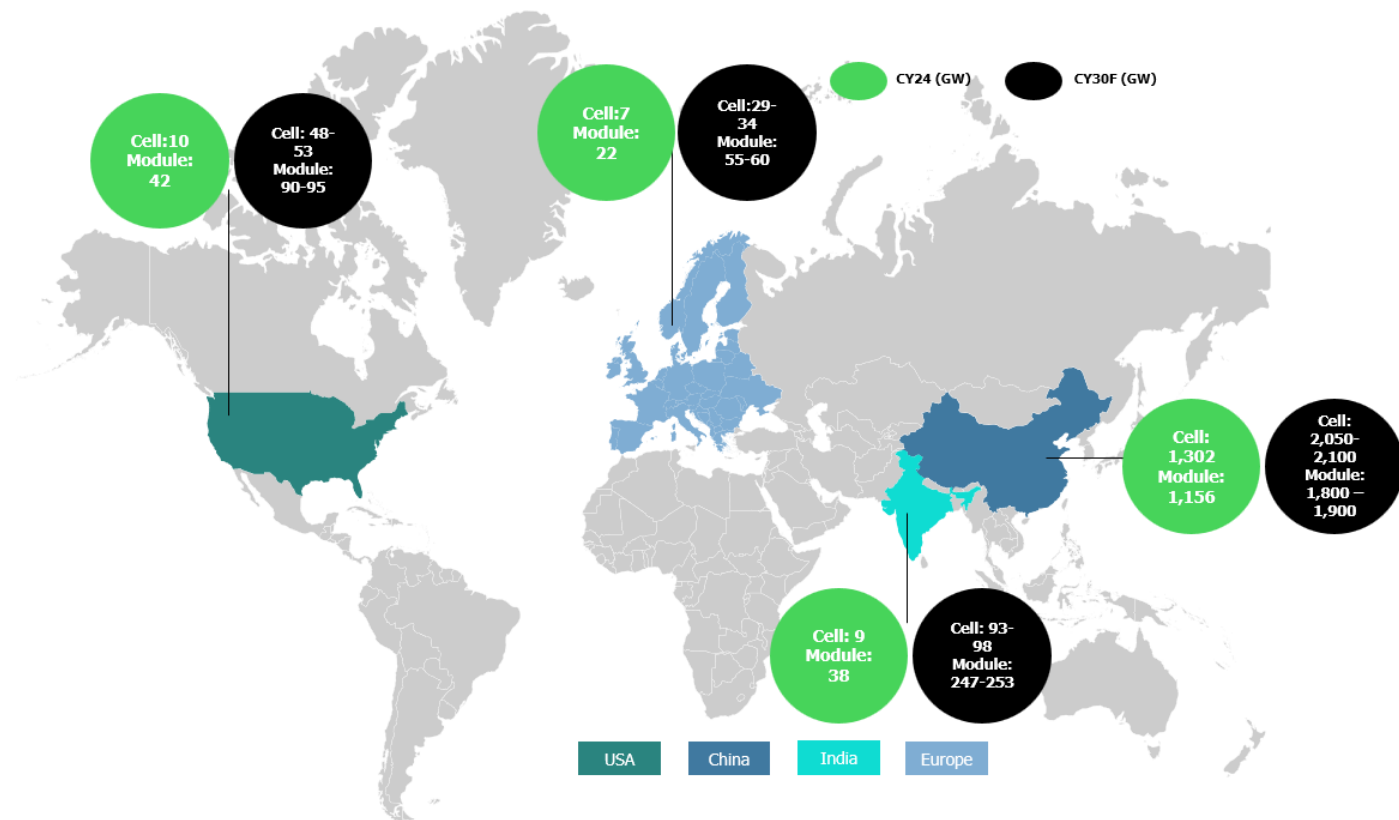 CY24 (GW)
CY30F (GW)
Cell:10
Module:
42
Cell: 48-
53
Module:
90-95
Cell:7
Module:
22
Cell:29-
34
Module:
55-60
Cell:
1,302
Module:
1,156
Cell:
2,050-
2,100
Module:
1,800 –
1,900
Cell: 9
Module:
38
Cell: 93-
98
Module:
247-253
USA
China
India
Europe